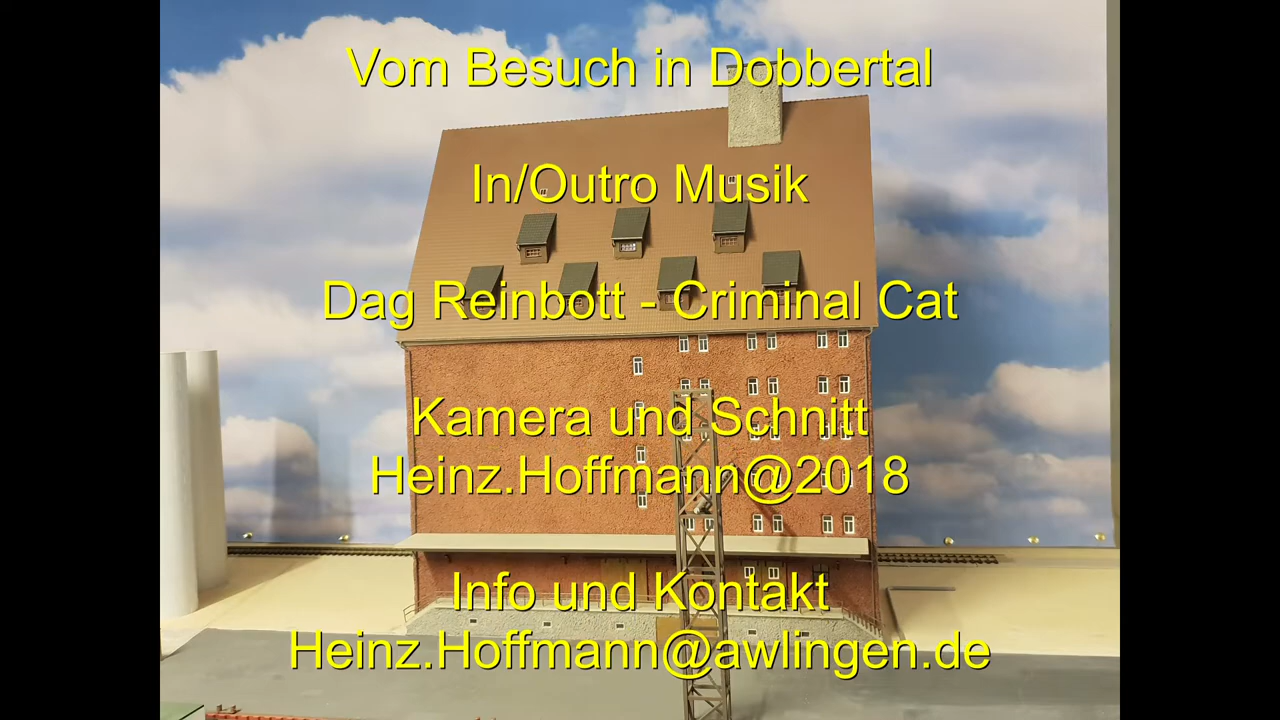 Vom Besuch in Dobbertal
In/Outro Musik
Dag Reinbott - Criminal Cat
Kamera und Schnitt
Heinz.Hoffmann@2018
Info und Kontakt
Heinz.Hoffmann@awlingen.de